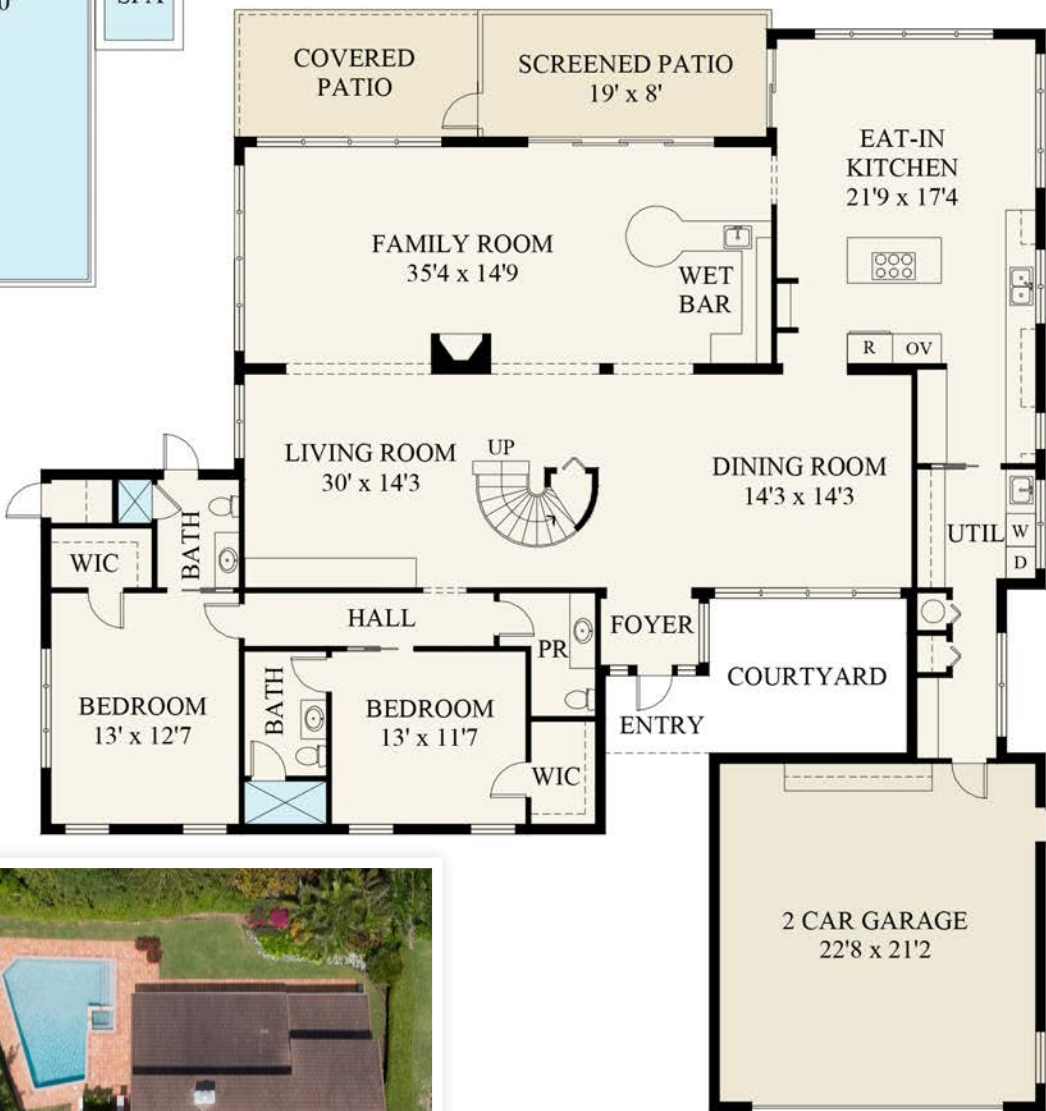 SPA
COVERED
PATIO
SCREENED PATIO
19' x 8'
EAT-IN
KITCHEN
21'9 x 17'4
FAMILY ROOM
35'4 x 14'9
WET
BAR
R
OV
LIVING ROOM
30' x 14'3
UP
DINING ROOM
14'3 x 14'3
UTIL
W
D
WIC
BATH
HALL
PR
FOYER
COURTYARD
BEDROOM
13' x 12'7
BATH
BEDROOM
13' x 11'7
ENTRY
WIC
2 CAR GARAGE
22'8 x 21'2